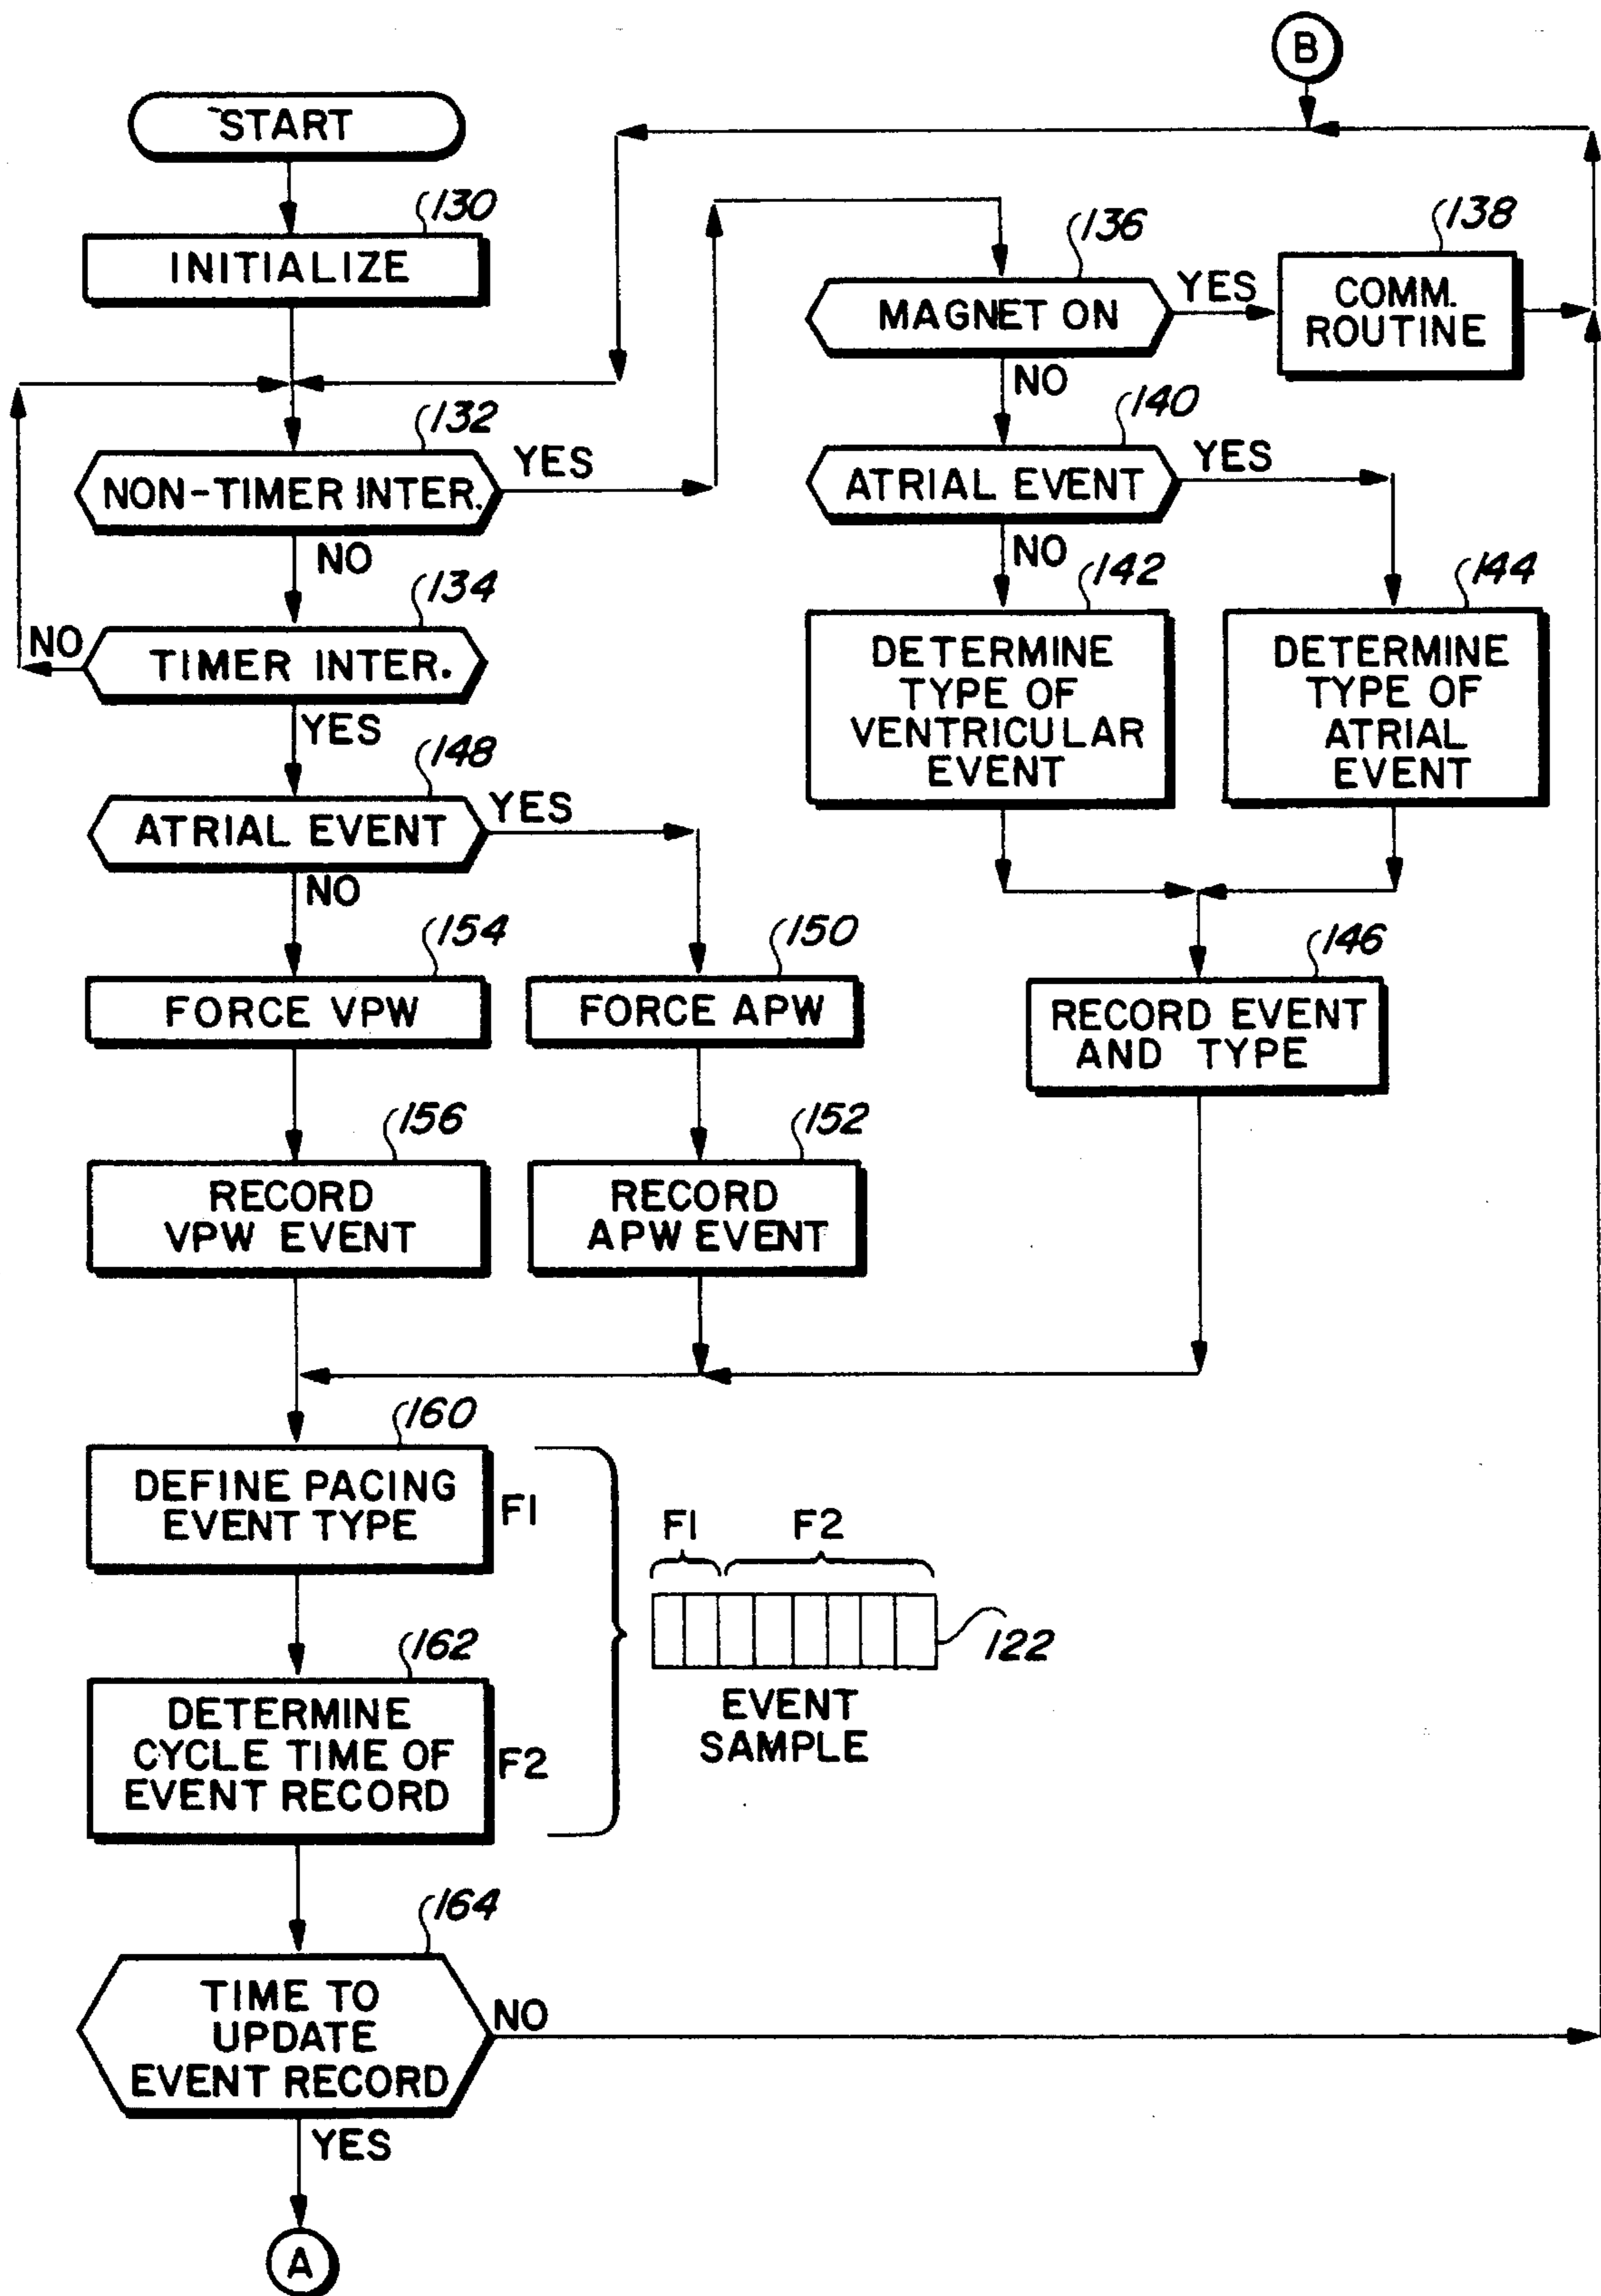 B
START
130
INITIALIZE
132
NON-TIMER INTER.
YES
NO
134
TIMER INTER.
NO
YES
136
MAGNET ON
YES
NO
138
COMM.
ROUTINE
140
ATRIAL EVENT
YES
NO
142
DETERMINE
TYPE OF
VENTRICULAR
EVENT
144
DETERMINE
TYPE OF
ATRIAL
EVENT
146
RECORD EVENT
AND TYPE
148
ATRIAL EVENT
YES
NO
154
FORCE VPW
150
FORCE APW
156
RECORD
VPW EVENT
152
RECORD
APW EVENT
160
DEFINE PACING
EVENT TYPE
F1
162
DETERMINE
CYCLE TIME OF
EVENT RECORD
F2
F1
F2
122
EVENT
SAMPLE
164
TIME TO
UPDATE
EVENT RECORD
NO
YES
A